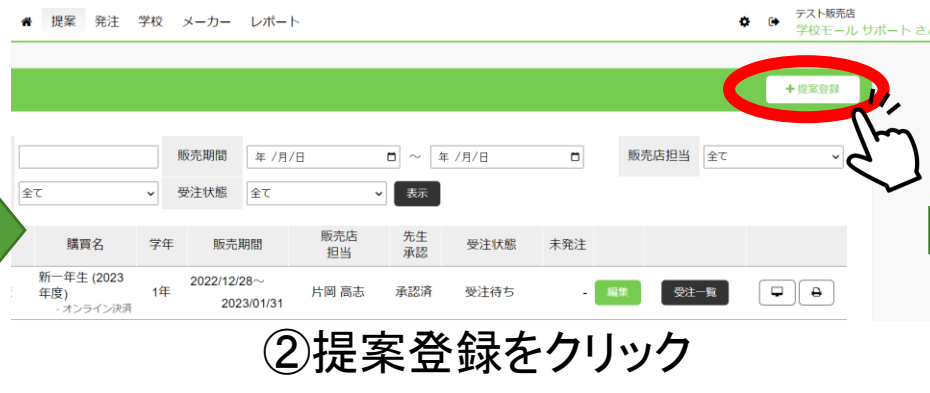 提案 発注 学校 メーカー レポート
テスト販売店
学校モール サポート さ
+提案登録
販売期間 年 /月/日 ～ 年 /月/日 販売店担当 全て
全て 受注状態 全て 表示
購買名 学年 販売期間 販売店担当 先生承認 受注状態 未発注
新一年生 (2023年度) 1年 2022/12/28～ 片岡 高志 承認済 受注待ち - 編集 受注一覧
- オンライン決済 2023/01/31
②提案登録をクリック